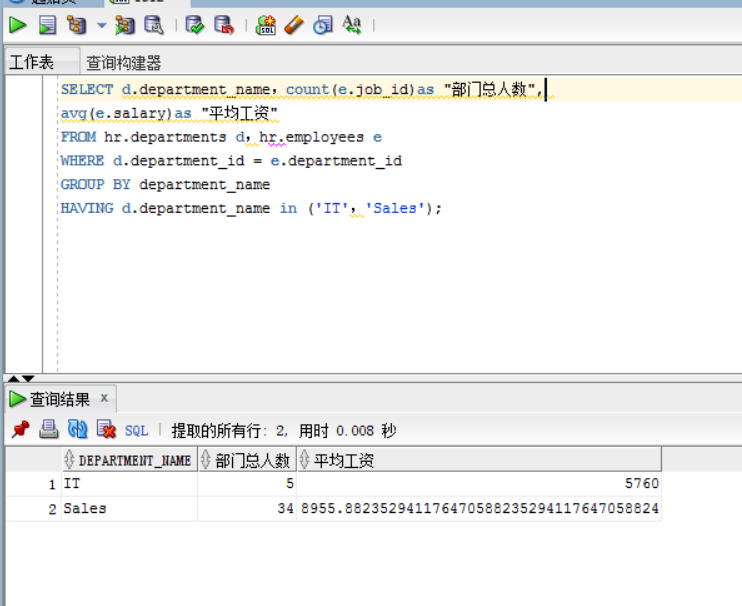 工作表 查询构建器
SELECT d.department_name，count(e.job_id)as "部门总人数",
avg(e.salary)as "平均工资"
FROM hr.departments d，hr.employees e
WHERE d.department_id = e.department_id
GROUP BY department_name
HAVING d.department_name in ('IT'，'Sales');
查询结果 x
SQL | 提取的所有行: 2, 用时 0.008 秒
DEPARTMENT_NAME 部门总人数 平均工资
1 IT 5 5760
2 Sales 34 8955.88235294117647058823529411764705882​4